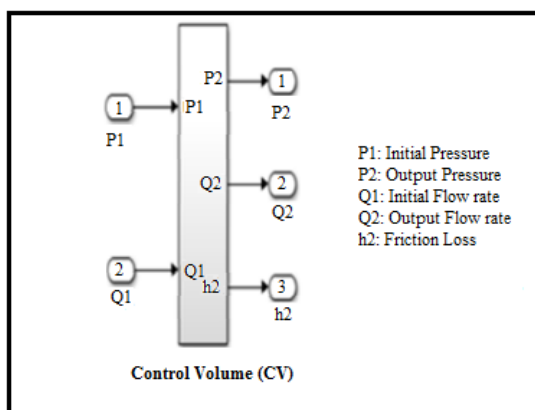 P2
1
P2
1
P1
P1
Q2
2
Q2
2
Q1
Q1
h2
3
h2
P1: Initial Pressure
P2: Output Pressure
Q1: Initial Flow rate
Q2: Output Flow rate
h2: Friction Loss
Control Volume (CV)